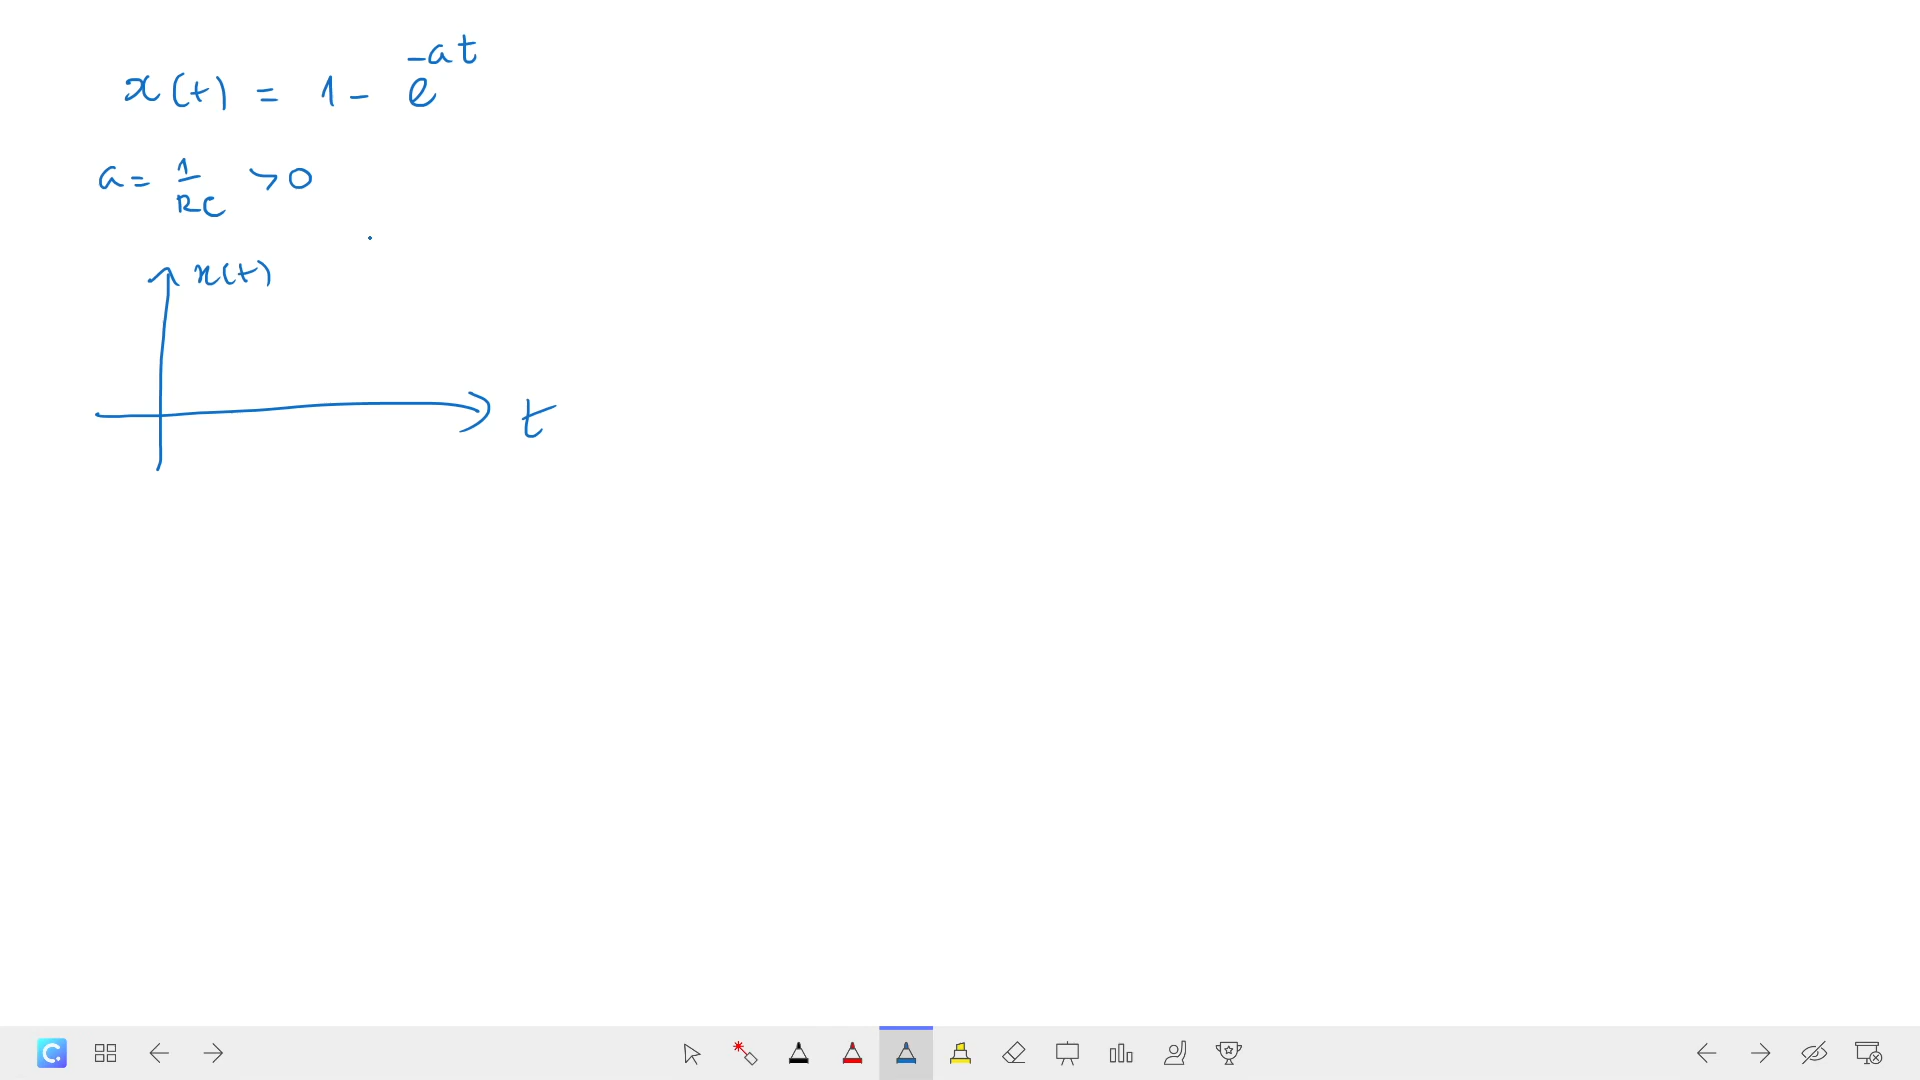 x(t) = 1 - e^{-at}
a = 1/RC > 0
x(t)
t